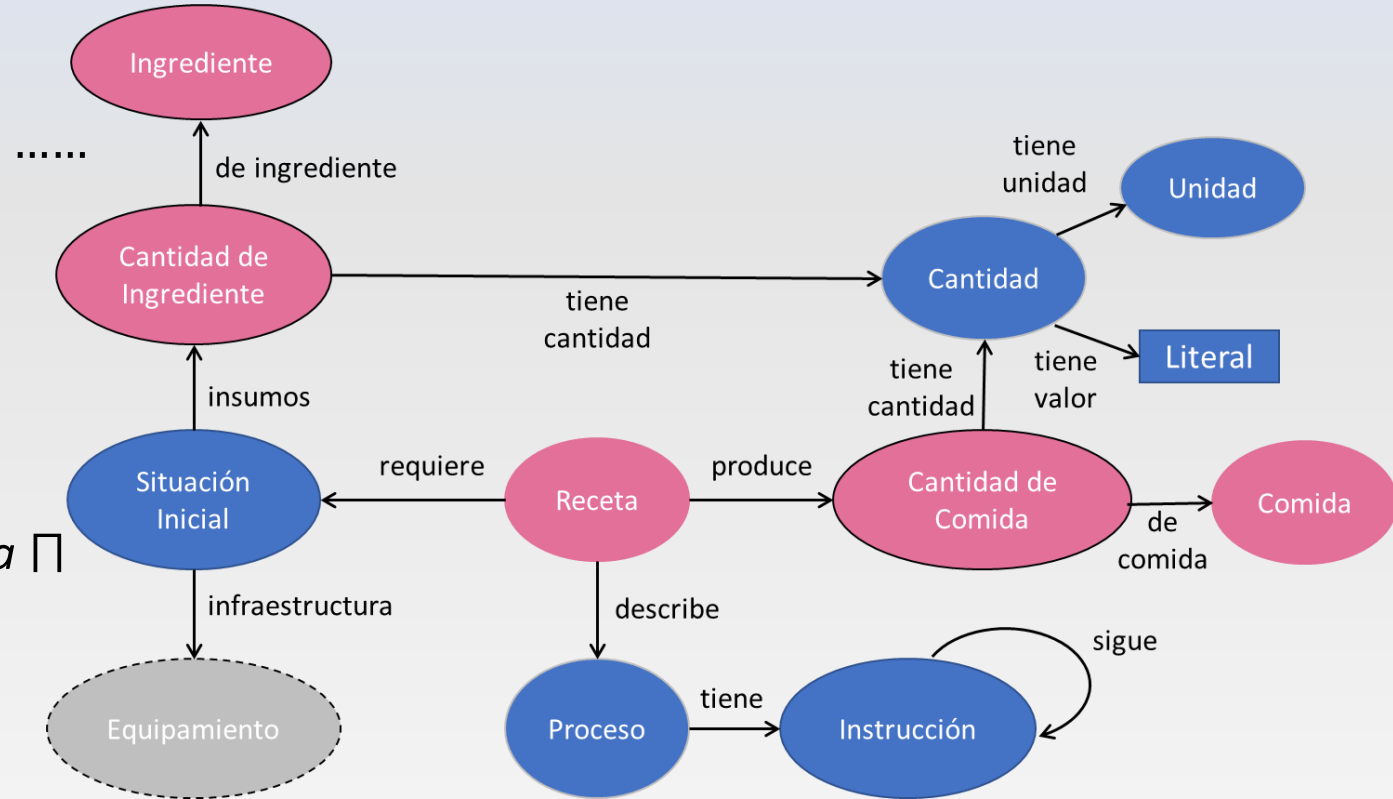 Ingrediente
......
de ingrediente
tiene
unidad
Unidad
Cantidad de
Ingrediente
Cantidad
tiene
cantidad
tiene
valor
Literal
insumos
tiene
cantidad
Situación
Inicial
requiere
Receta
produce
Cantidad de
Comida
de
comida
Comida
a ∏
infraestructura
describe
sigue
Equipamiento
Proceso
tiene
Instrucción